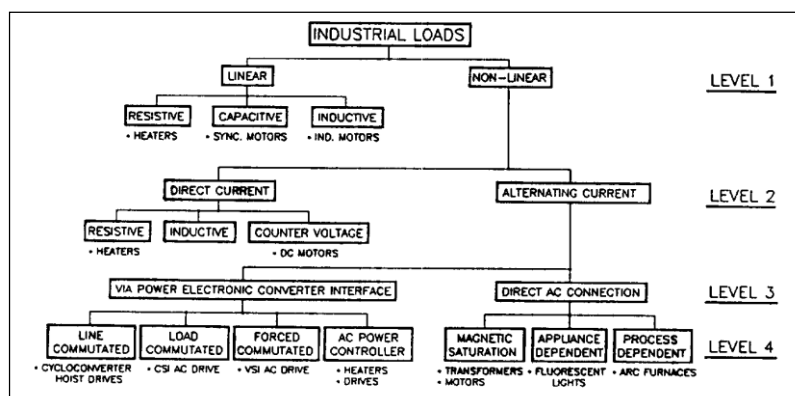 INDUSTRIAL LOADS
LINEAR
NON-LINEAR
LEVEL 1
RESISTIVE
CAPACITIVE
INDUCTIVE
• HEATERS
• SYNC. MOTORS
• IND. MOTORS
DIRECT CURRENT
ALTERNATING CURRENT
LEVEL 2
RESISTIVE
INDUCTIVE
COUNTER VOLTAGE
• HEATERS
• DC MOTORS
VIA POWER ELECTRONIC CONVERTER INTERFACE
DIRECT AC CONNECTION
LEVEL 3
LINE
COMMUTATED
LOAD
COMMUTATED
FORCED
COMMUTATED
AC POWER
CONTROLLER
MAGNETIC
SATURATION
APPLIANCE
DEPENDENT
PROCESS
DEPENDENT
LEVEL 4
• CYCLOCONVERTER
HOIST DRIVES
• CSI AC DRIVE
• VSI AC DRIVE
• HEATERS
• DRIVES
• TRANSFORMERS
• MOTORS
• FLUORESCENT
LIGHTS
• ARC FURNACES